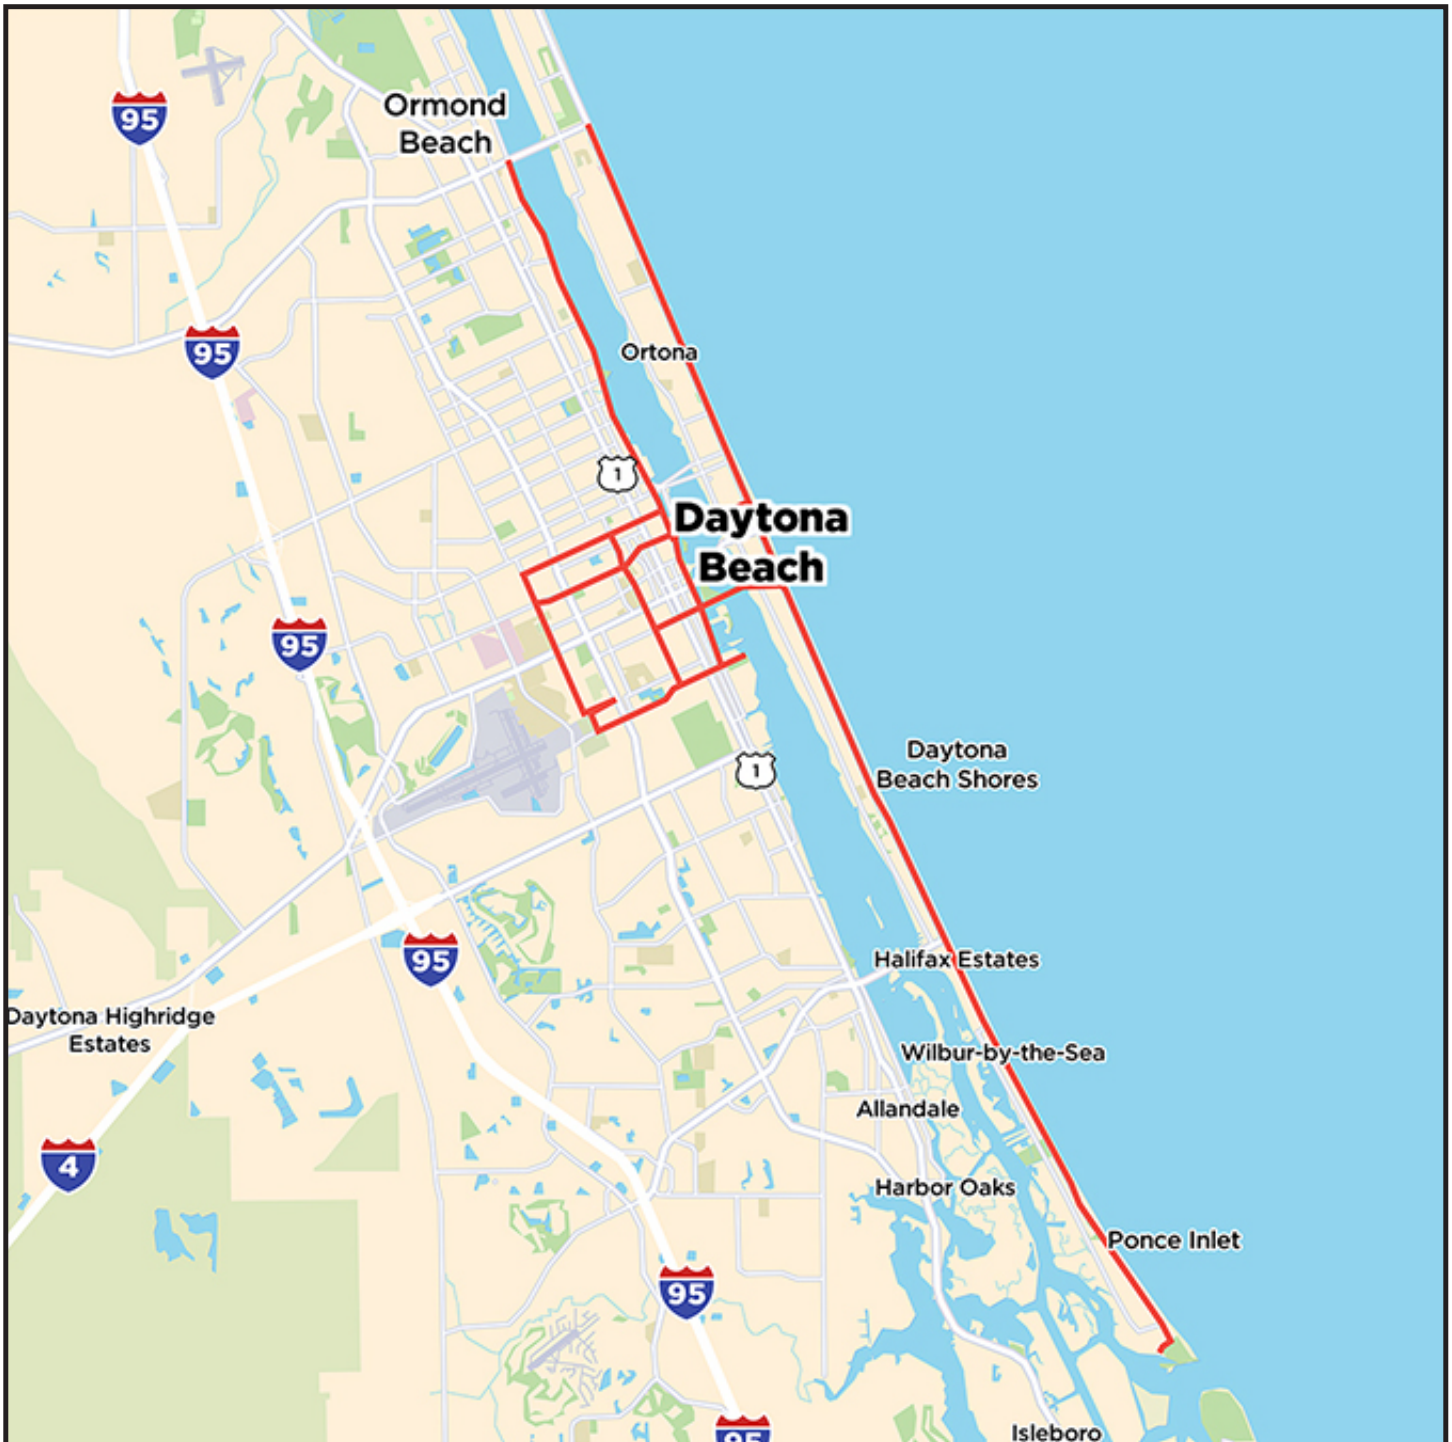 95
Ormond
Beach
95
Ortona
1
Daytona
Beach
95
Daytona
Beach Shores
1
95
Halifax Estates
Daytona Highridge
Estates
Wilbur-by-the-Sea
Allandale
4
Harbor Oaks
Ponce Inlet
95
95
Isleboro